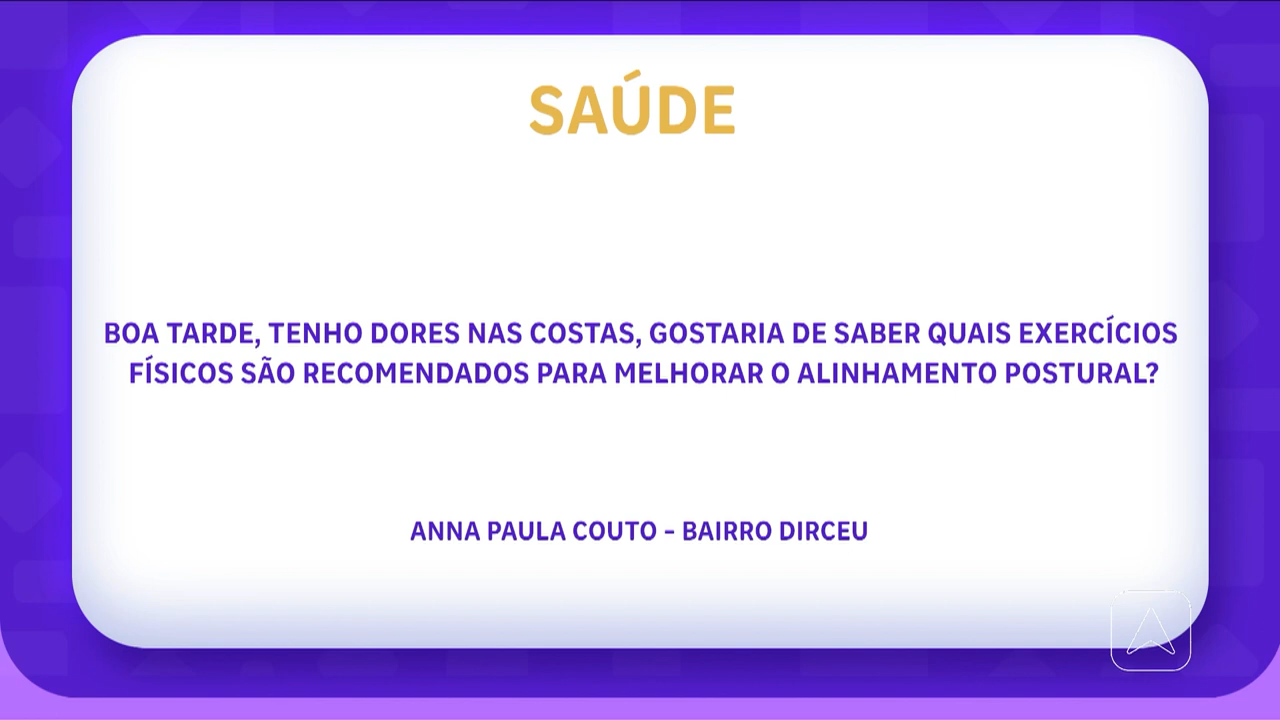 SAÚDE
BOA TARDE, TENHO DORES NAS COSTAS, GOSTARIA DE SABER QUAIS EXERCÍCIOS
FÍSICOS SÃO RECOMENDADOS PARA MELHORAR O ALINHAMENTO POSTURAL?
ANNA PAULA COUTO - BAIRRO DIRCEU